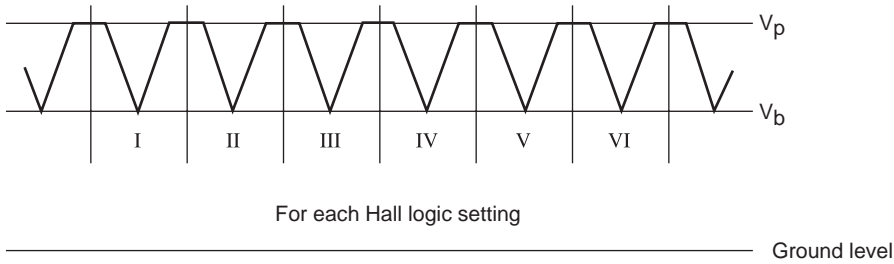 Vp
Vb
I II III IV V VI
For each Hall logic setting
Ground level